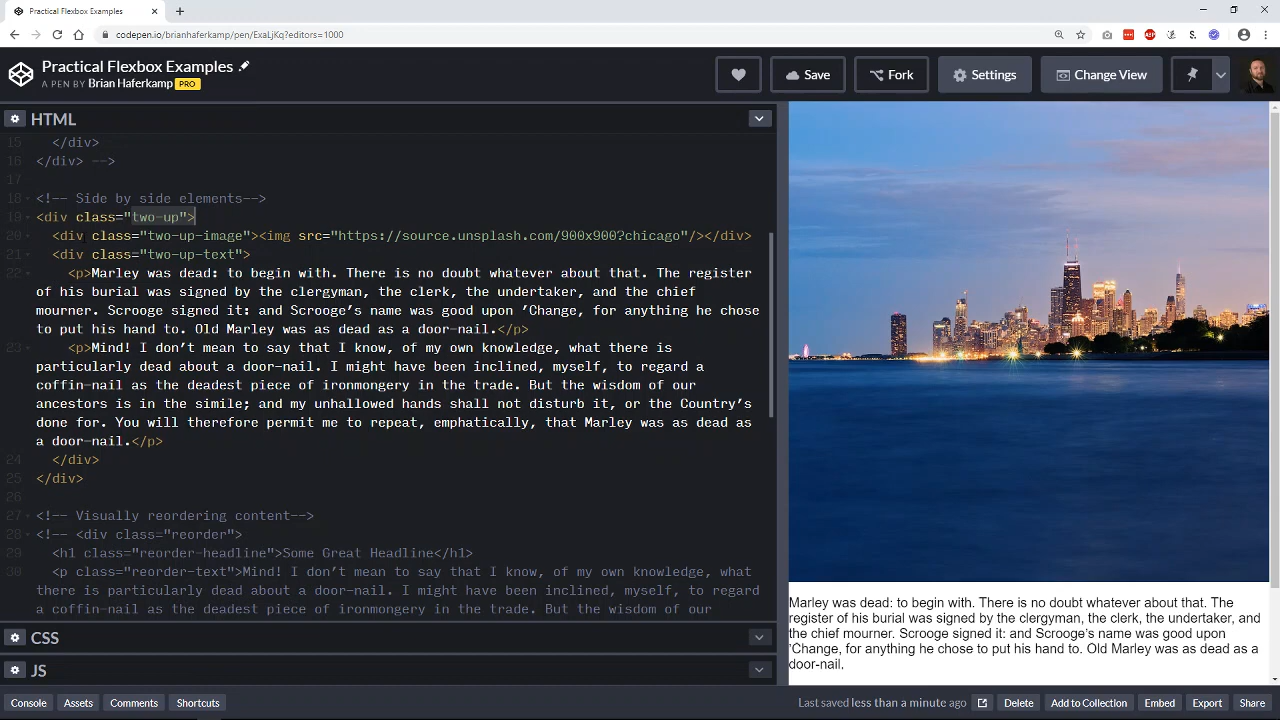 Practical Flexbox Examples
codepen.io/brianhaferkamp/pen/ExaLjKq?editors=1000
Practical Flexbox Examples
A PEN BY Brian Haferkamp PRO
Save
Fork
Settings
Change View
HTML
15 </div>
16 </div> -->
17
18 <!-- Side by side elements-->
19 <div class="two-up">
20 <div class="two-up-image"><img src="https://source.unsplash.com/900x900?chicago"/></div>
21 <div class="two-up-text">
22 <p>Marley was dead: to begin with. There is no doubt whatever about that. The register
of his burial was signed by the clergyman, the clerk, the undertaker, and the chief
mourner. Scrooge signed it: and Scrooge’s name was good upon ’Change, for anything he chose
to put his hand to. Old Marley was as dead as a door-nail.</p>
23 <p>Mind! I don’t mean to say that I know, of my own knowledge, what there is
particularly dead about a door-nail. I might have been inclined, myself, to regard a
coffin-nail as the deadest piece of ironmongery in the trade. But the wisdom of our
ancestors is in the simile; and my unhallowed hands shall not disturb it, or the Country’s
done for. You will therefore permit me to repeat, emphatically, that Marley was as dead as
a door-nail.</p>
24 </div>
25 </div>
26
27 <!-- Visually reordering content-->
28 <!-- <div class="reorder">
29 <h1 class="reorder-headline">Some Great Headline</h1>
30 <p class="reorder-text">Mind! I don’t mean to say that I know, of my own knowledge, what
there is particularly dead about a door-nail. I might have been inclined, myself, to regard
a coffin-nail as the deadest piece of ironmongery in the trade. But the wisdom of our
CSS
JS
Marley was dead: to begin with. There is no doubt whatever about that. The
register of his burial was signed by the clergyman, the clerk, the undertaker, and
the chief mourner. Scrooge signed it: and Scrooge’s name was good upon
’Change, for anything he chose to put his hand to. Old Marley was as dead as a
door-nail.
Console
Assets
Comments
Shortcuts
Last saved less than a minute ago
Delete
Add to Collection
Embed
Export
Share